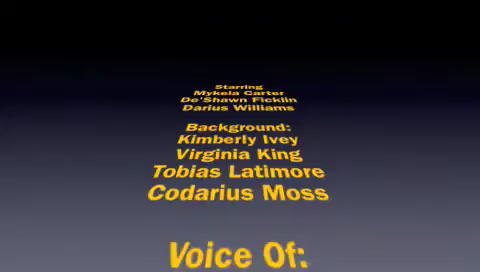 Starring
Mykela Carter
De'Shawn Ficklin
Darius Williams
Background:
Kimberly Ivey
Virginia King
Tobias Latimore
Codarius Moss
Voice Of: